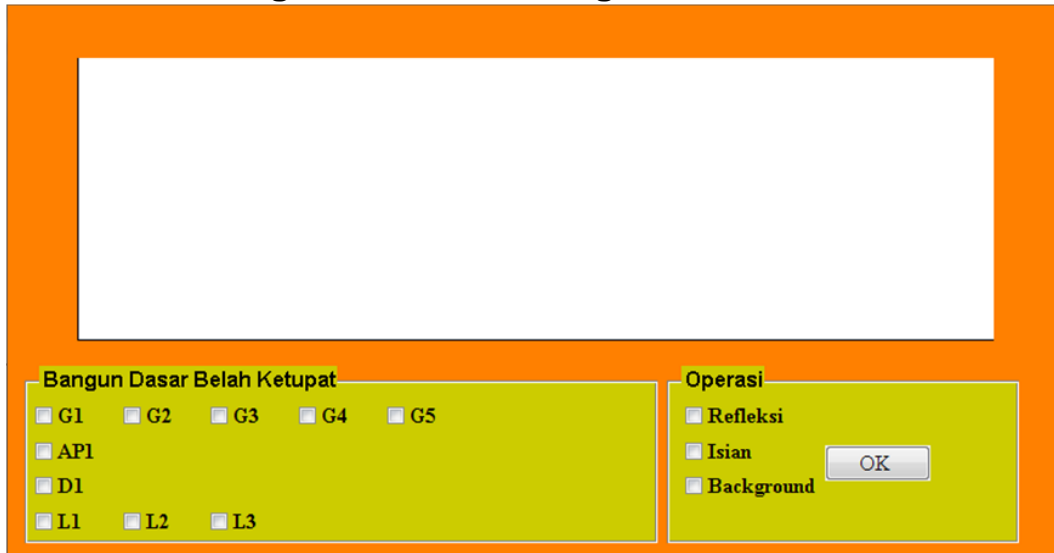 Bangun Dasar Belah Ketupat
G1 G2 G3 G4 G5
AP1
D1
L1 L2 L3
Operasi
Refleksi
Isian
OK
Background